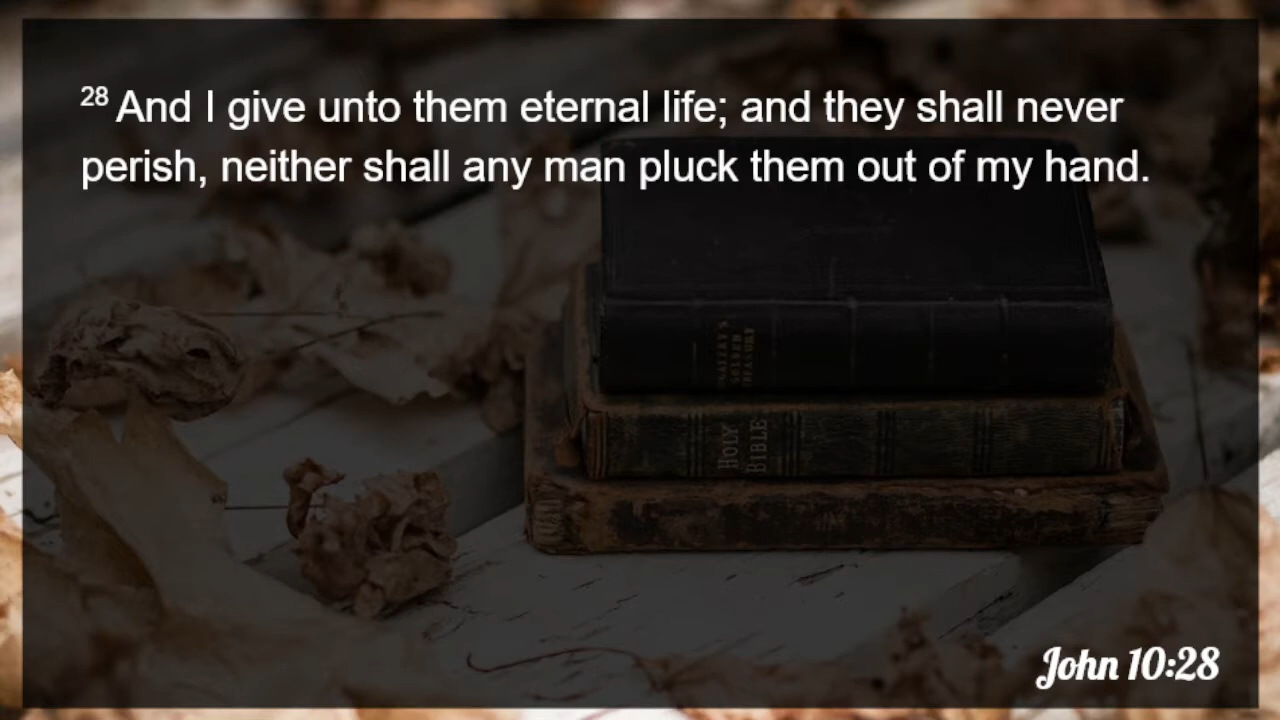 28 And I give unto them eternal life; and they shall never
perish, neither shall any man pluck them out of my hand.
HOLY
BIBLE
John 10:28